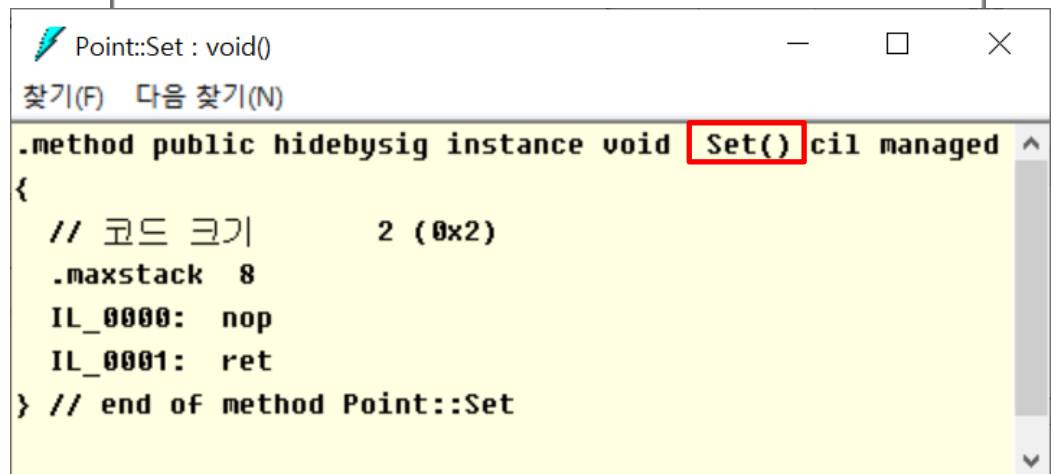 Point::Set : void()
찾기(F) 다음 찾기(N)
.method public hidebysig instance void Set() cil managed
{
// 코드 크기 2 (0x2)
.maxstack 8
IL_0000: nop
IL_0001: ret
} // end of method Point::Set